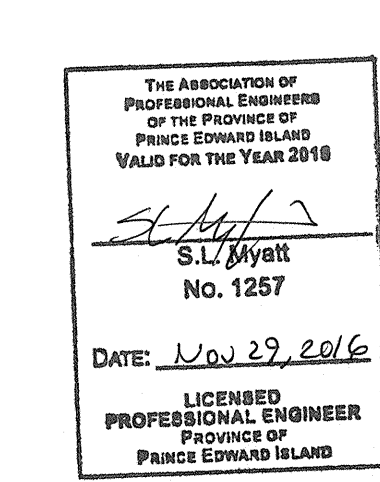 THE ASSOCIATION OF
PROFESSIONAL ENGINEERS
OF THE PROVINCE OF
PRINCE EDWARD ISLAND
VALID FOR THE YEAR 2016
S.L. Myatt
No. 1257
DATE: Nov 29, 2016
LICENSED
PROFESSIONAL ENGINEER
PROVINCE OF
PRINCE EDWARD ISLAND